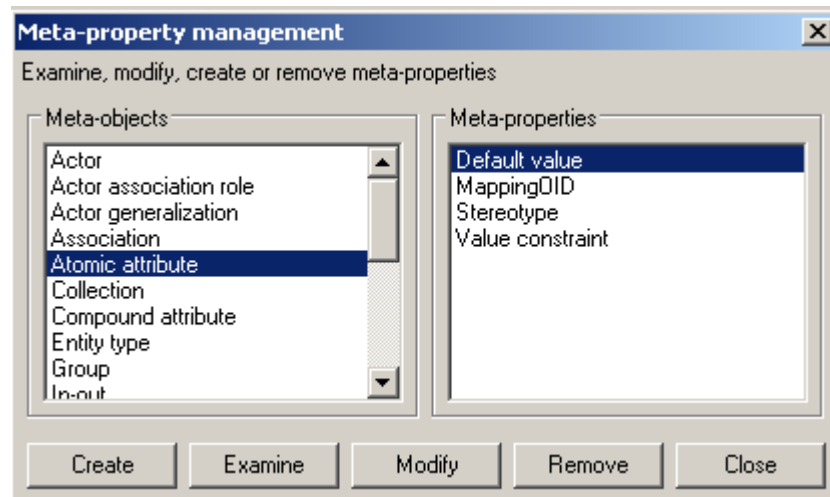 Meta-property management
Examine, modify, create or remove meta-properties
Meta-objects
Actor
Actor association role
Actor generalization
Association
Atomic attribute
Collection
Compound attribute
Entity type
Group
In-out
Meta-properties
Default value
MappingOID
Stereotype
Value constraint
Create Examine Modify Remove Close